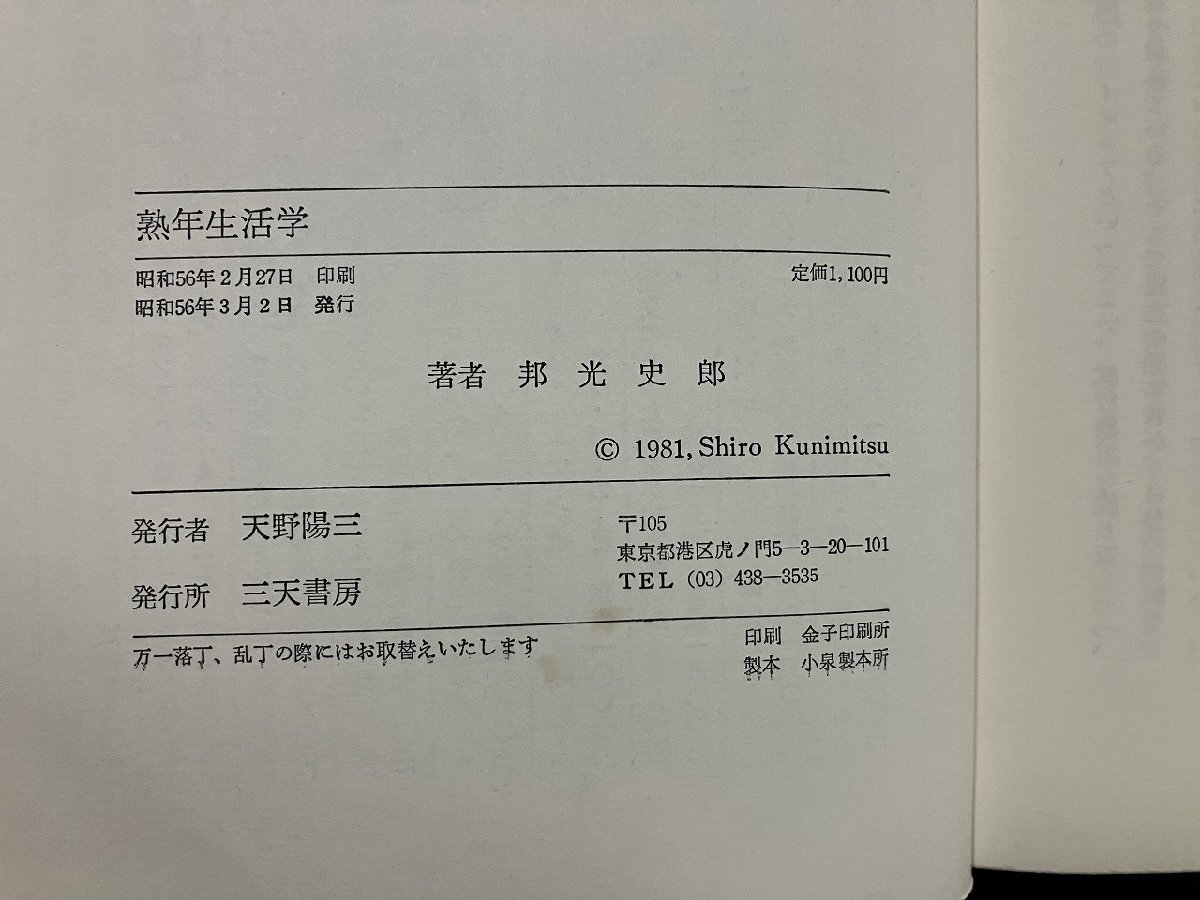 熟年生活学
昭和56年2月27日 印刷
昭和56年3月2日 発行
定価1,100円
著者 邦光史郎
© 1981, Shiro Kunimitsu
発行者 天野陽三
発行所 三天書房
〒105
東京都港区虎ノ門5—3—20—101
TEL (03) 438—3535
万一落丁、乱丁の際にはお取替えいたします
印刷 金子印刷所
製本 小泉製本所